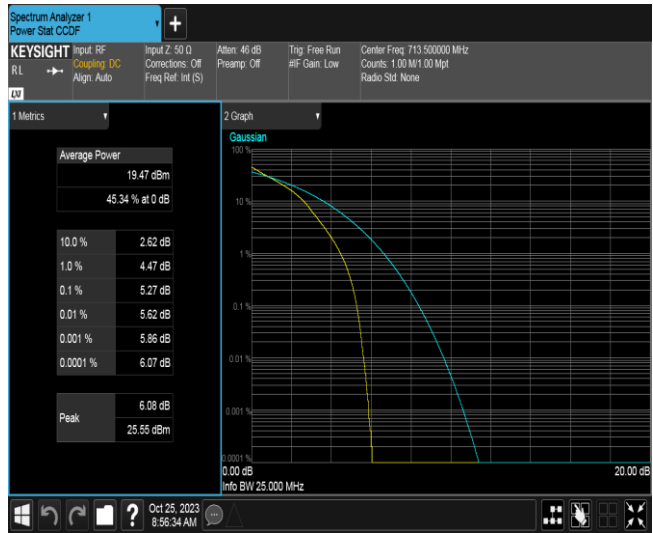 Spectrum Analyzer 1
Power Stat CCDF
+
KEYSIGHT
RL
LXI
Input: RF
Coupling: DC
Align: Auto
Input Z: 50 Ω
Corrections: Off
Freq Ref: Int (S)
Atten: 46 dB
Preamp: Off
Trig: Free Run
#IF Gain: Low
Center Freq: 713.500000 MHz
Counts: 1.00 M/1.00 Mpt
Radio Std: None
1 Metrics
Average Power
19.47 dBm
45.34 % at 0 dB
10.0 % 2.62 dB
1.0 % 4.47 dB
0.1 % 5.27 dB
0.01 % 5.62 dB
0.001 % 5.86 dB
0.0001 % 6.07 dB
Peak
6.08 dB
25.55 dBm
2 Graph
Gaussian
100 %
10 %
1 %
0.1 %
0.01 %
0.001 %
0.0001 %
0.00 dB 20.00 dB
Info BW 25.000 MHz
?
Oct 25, 2023
8:56:34 AM